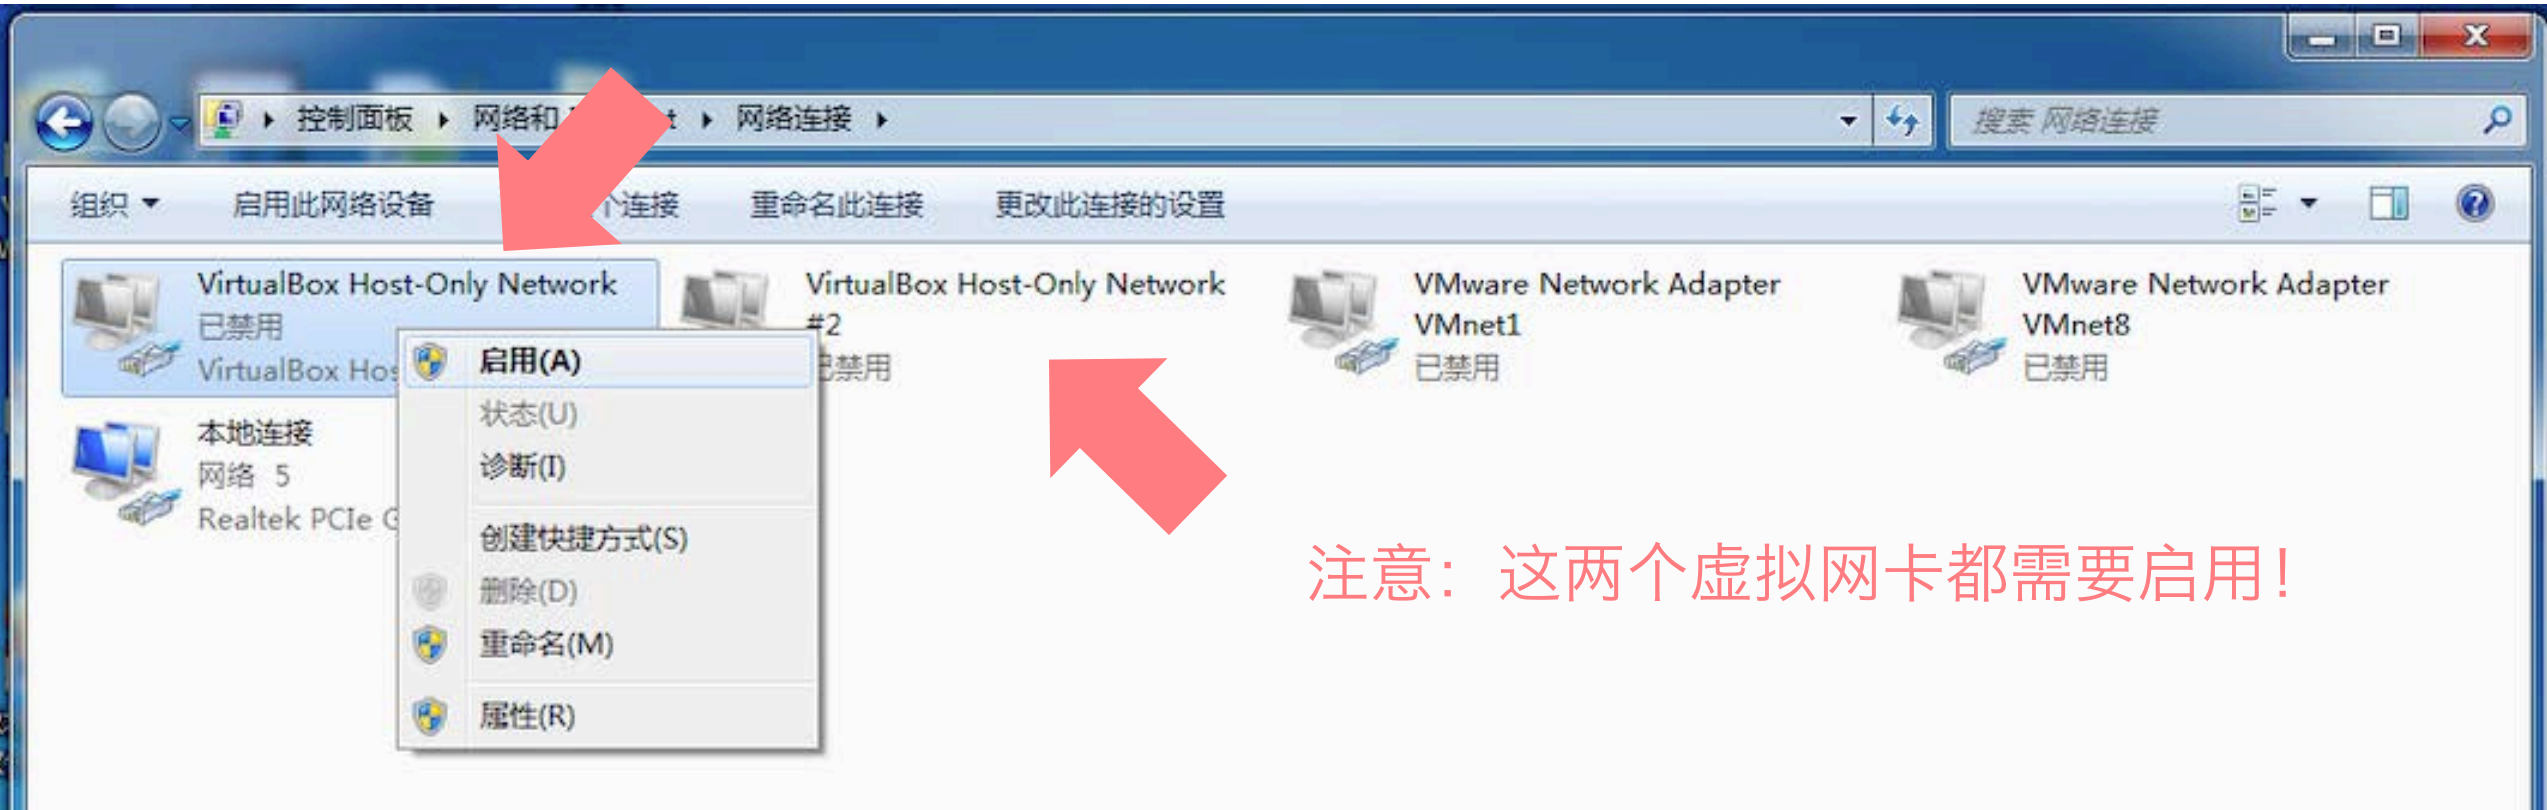 控制面板 网络和 t 网络连接
搜索 网络连接
组织 启用此网络设备 个连接 重命名此连接 更改此连接的设置
VirtualBox Host-Only Network
已禁用
VirtualBox Hos
VirtualBox Host-Only Network
#2
已禁用
VMware Network Adapter
VMnet1
已禁用
VMware Network Adapter
VMnet8
已禁用
本地连接
网络 5
Realtek PCIe G
启用(A)
状态(U)
诊断(I)
创建快捷方式(S)
删除(D)
重命名(M)
属性(R)
注意：这两个虚拟网卡都需要启用！